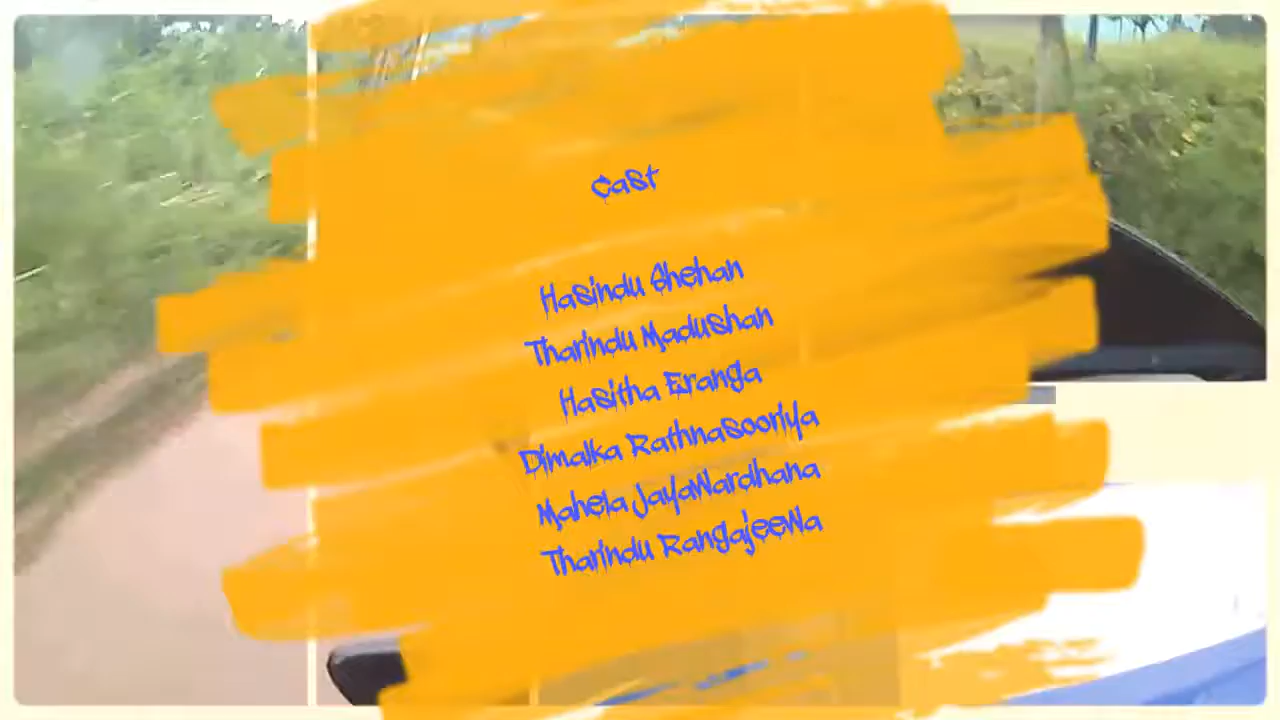 Cast
Hasindu Shehan
Tharindu Madushan
Hasitha Eranga
Dimalka Rathnasooriya
Mahela JayaWardhana
Tharindu RangajeeWa